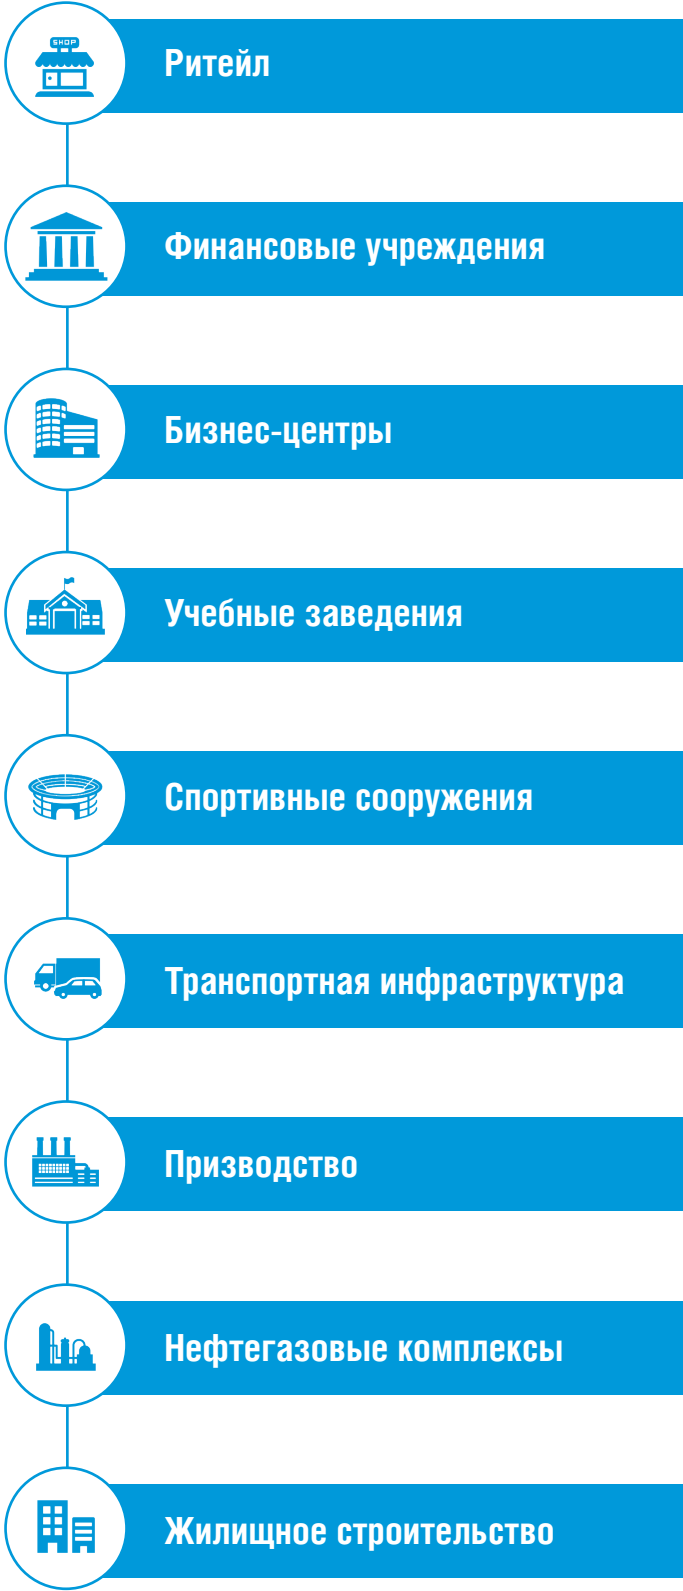 SHOP
Ритейл
Финансовые учреждения
Бизнес-центры
Учебные заведения
Спортивные сооружения
Транспортная инфраструктура
Призводство
Нефтегазовые комплексы
Жилищное строительство